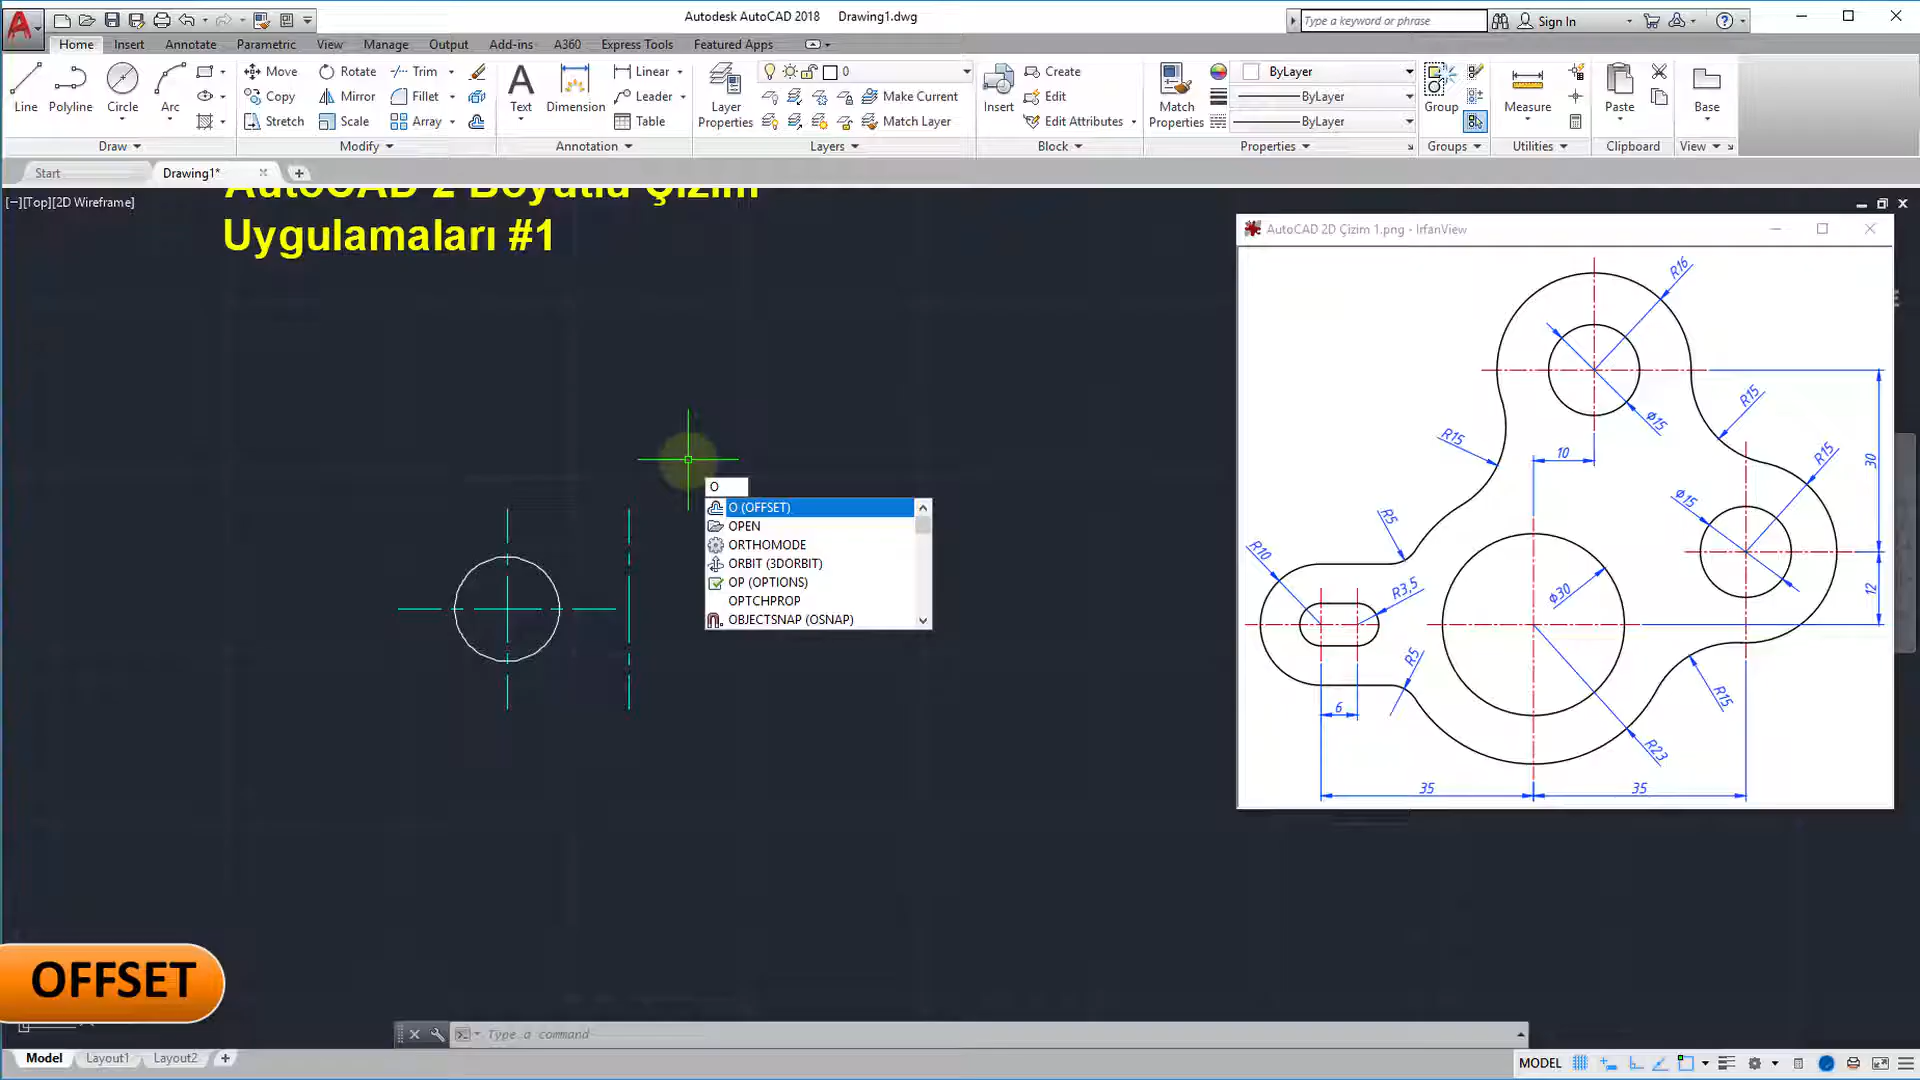 Autodesk AutoCAD 2018 Drawing1.dwg
Type a keyword or phrase
Sign In
Home Insert Annotate Parametric View Manage Output Add-ins A360 Express Tools Featured Apps
Line Polyline Circle Arc
Move Rotate Trim
Copy Mirror Fillet
Stretch Scale Array
Text Dimension
Linear
Leader
Table
Layer
Properties
0
Make Current
Match Layer
Insert
Create
Edit
Edit Attributes
Match
Properties
ByLayer
ByLayer
ByLayer
Group
Measure
Paste
Base
Draw Modify Annotation Layers Block Properties Groups Utilities Clipboard View
Start Drawing1*
[−][Top][2D Wireframe]
AutoCAD 2 Boyutlu Çizim
Uygulamaları #1
O
O (OFFSET)
OPEN
ORTHOMODE
ORBIT (3DORBIT)
OP (OPTIONS)
OPTCHPROP
OBJECTSNAP (OSNAP)
AutoCAD 2D Çizim 1.png - IrfanView
R16
R15
Ø15
R15
R15
10
30
Ø15
R5
R10
R3,5
Ø30
12
R5
R15
6
R23
35
35
OFFSET
Type a command
Model Layout1 Layout2
MODEL